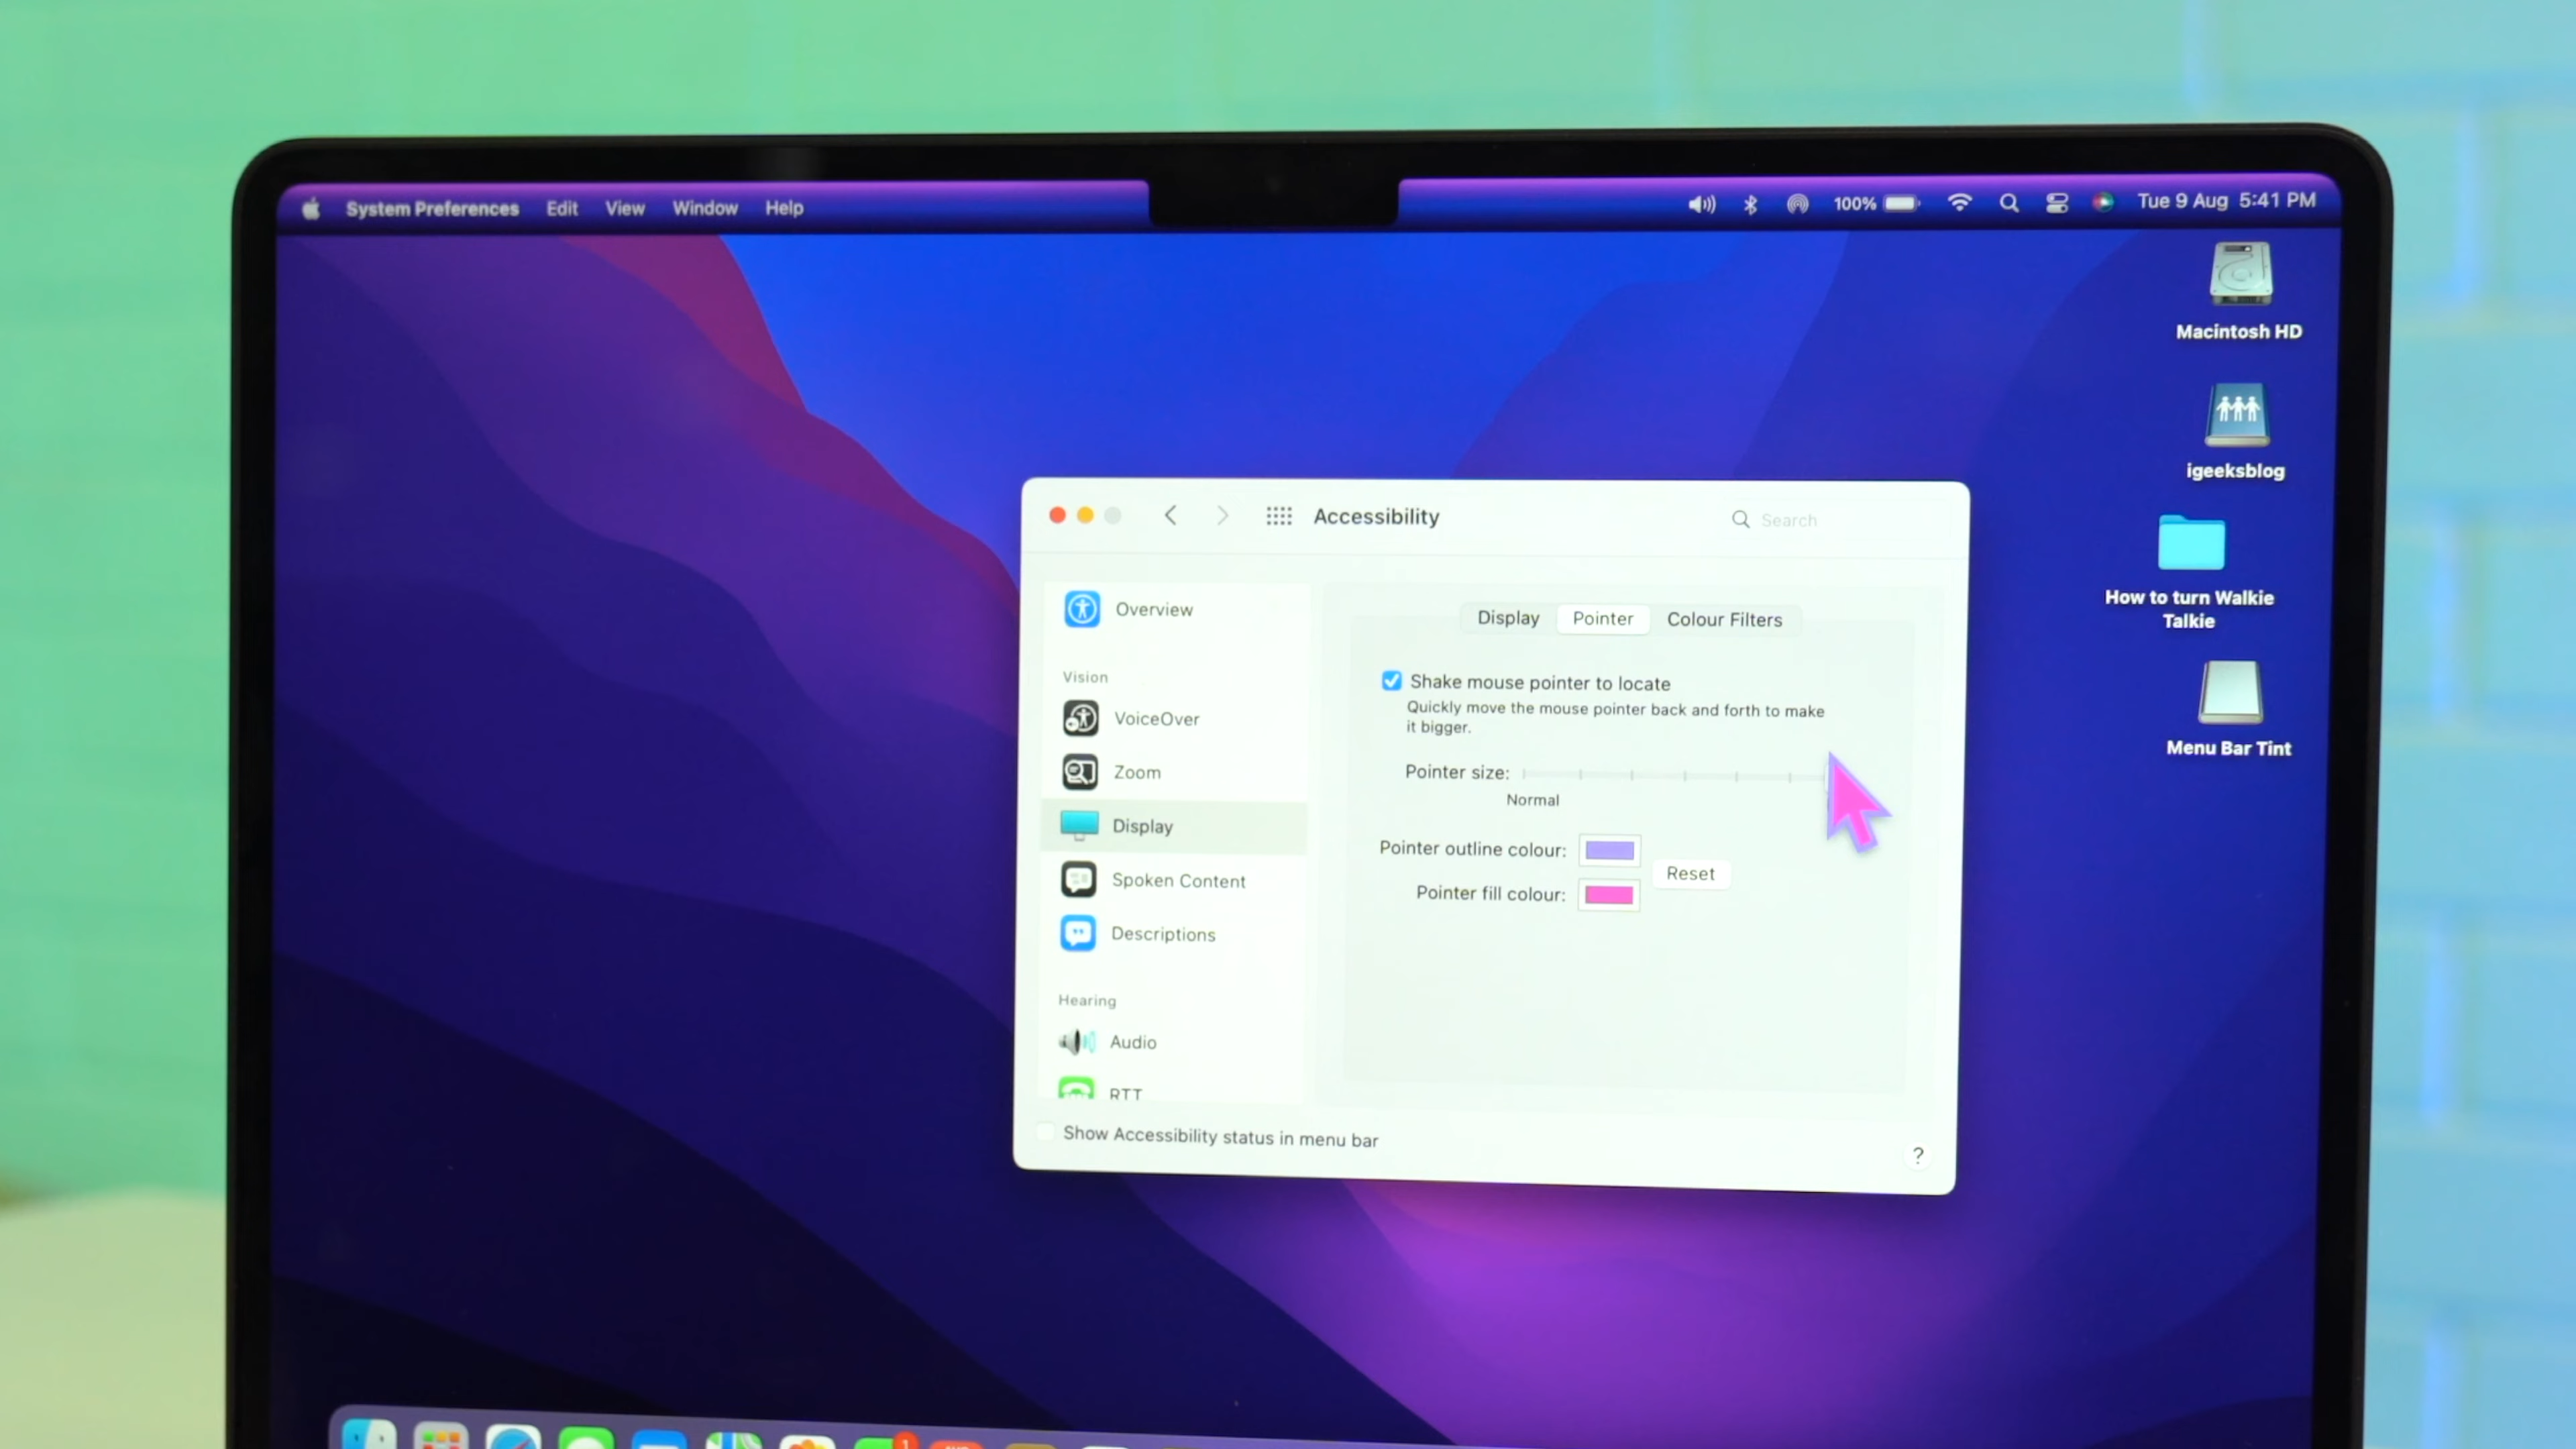 System Preferences Edit View Window Help
100% Tue 9 Aug 5:41 PM
Macintosh HD
igeeksblog
How to turn Walkie
Talkie
Menu Bar Tint
Accessibility
Search
Overview
Vision
VoiceOver
Zoom
Display
Spoken Content
Descriptions
Hearing
Audio
RTT
Display Pointer Colour Filters
Shake mouse pointer to locate
Quickly move the mouse pointer back and forth to make
it bigger.
Pointer size:
Normal
Pointer outline colour:
Reset
Pointer fill colour:
Show Accessibility status in menu bar
?
1